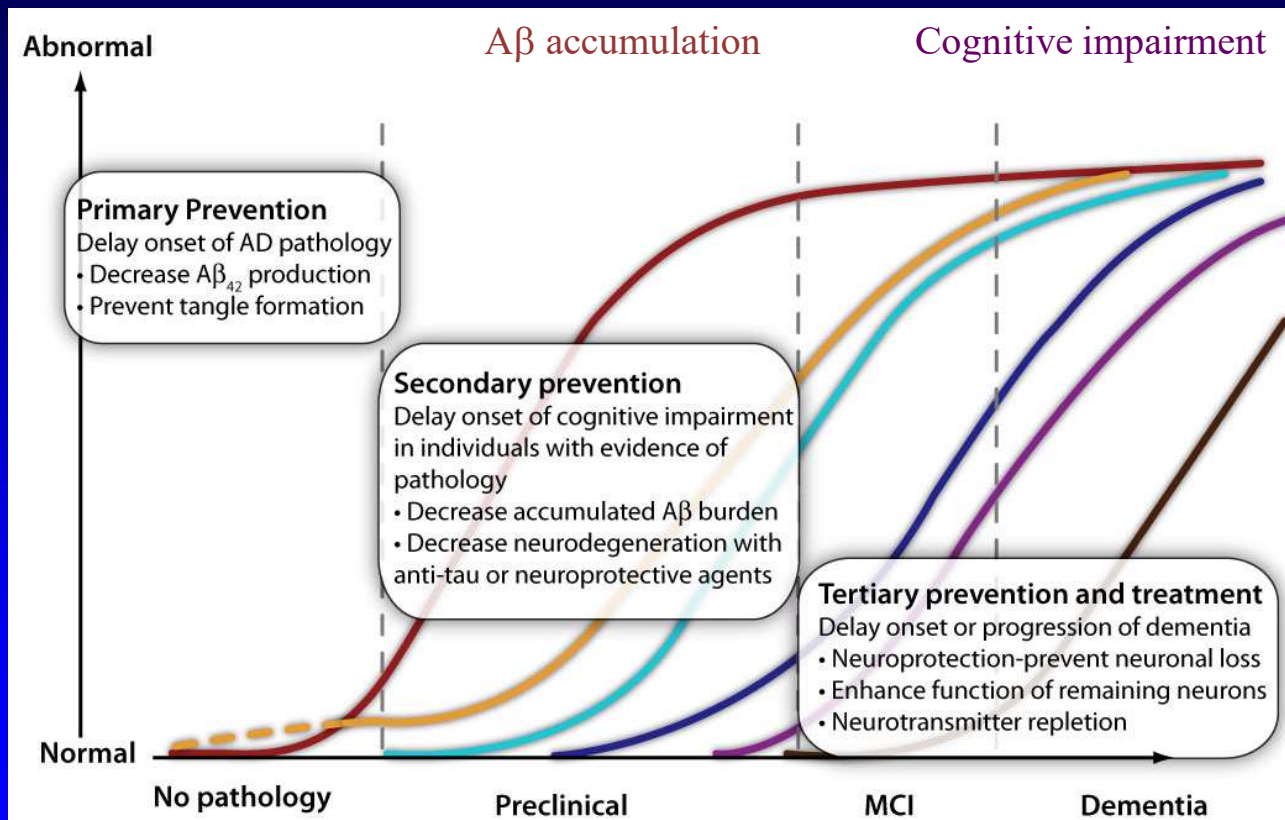 Aβ accumulation
Cognitive impairment
Abnormal
Primary Prevention
Delay onset of AD pathology
• Decrease Aβ₄₂ production
• Prevent tangle formation
Secondary prevention
Delay onset of cognitive impairment
in individuals with evidence of
pathology
• Decrease accumulated Aβ burden
• Decrease neurodegeneration with
anti-tau or neuroprotective agents
Tertiary prevention and treatment
Delay onset or progression of dementia
• Neuroprotection-prevent neuronal loss
• Enhance function of remaining neurons
• Neurotransmitter repletion
Normal
No pathology
Preclinical
MCI
Dementia